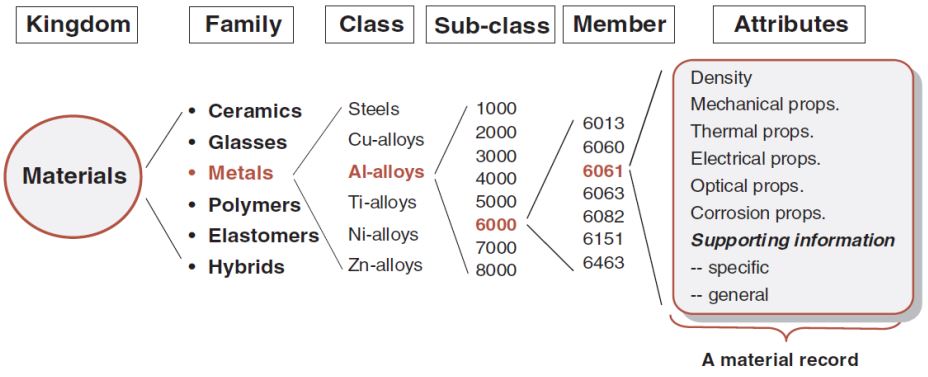 Kingdom
Family
Class
Sub-class
Member
Attributes
Materials
• Ceramics
• Glasses
• Metals
• Polymers
• Elastomers
• Hybrids
Steels
Cu-alloys
Al-alloys
Ti-alloys
Ni-alloys
Zn-alloys
1000
2000
3000
4000
5000
6000
7000
8000
6013
6060
6061
6063
6082
6151
6463
Density
Mechanical props.
Thermal props.
Electrical props.
Optical props.
Corrosion props.
Supporting information
-- specific
-- general
A material record